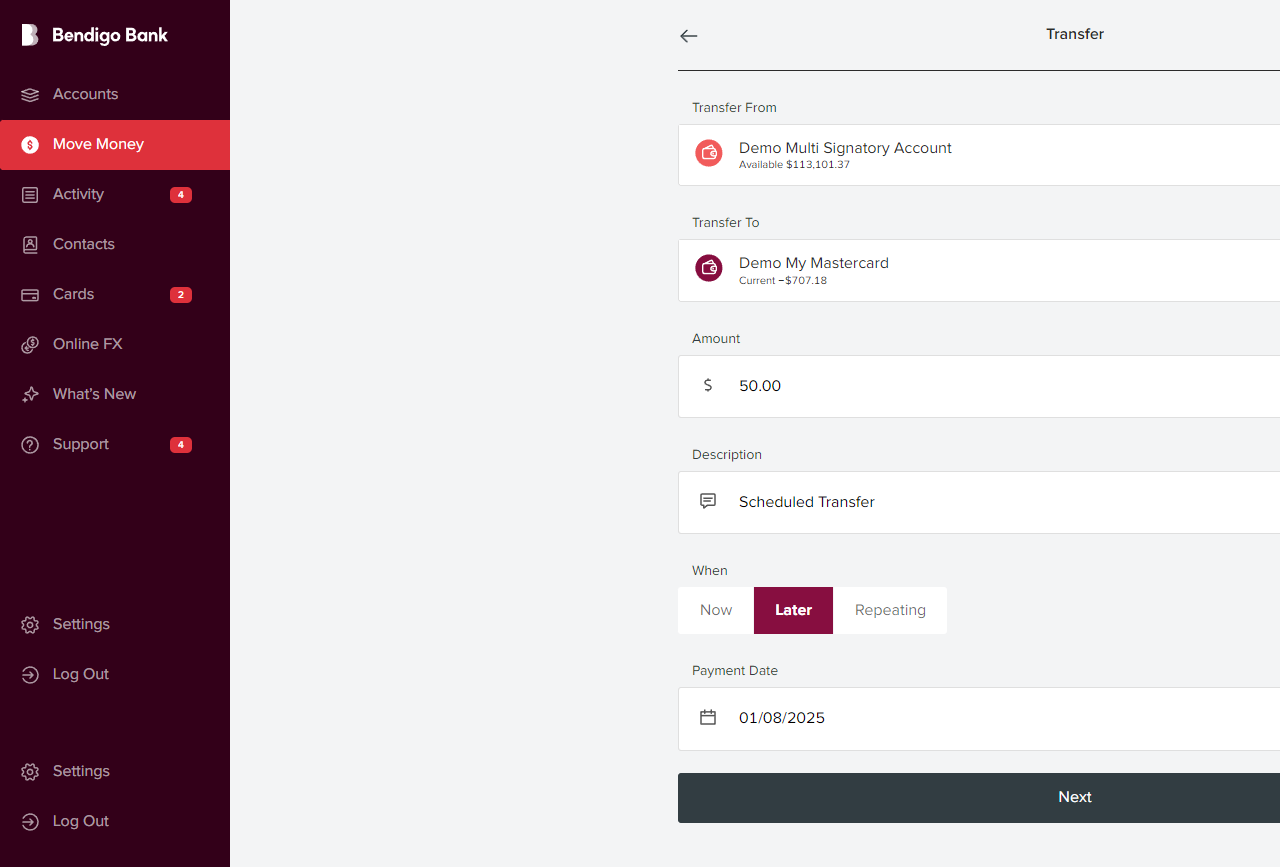 Bendigo Bank
Accounts
Move Money
Activity 4
Contacts
Cards 2
Online FX
What's New
Support 4
Settings
Log Out
Settings
Log Out
Transfer
Transfer From
Demo Multi Signatory Account
Available $113,101.37
Transfer To
Demo My Mastercard
Current −$707.18
Amount
$ 50.00
Description
Scheduled Transfer
When
Now Later Repeating
Payment Date
01/08/2025
Next